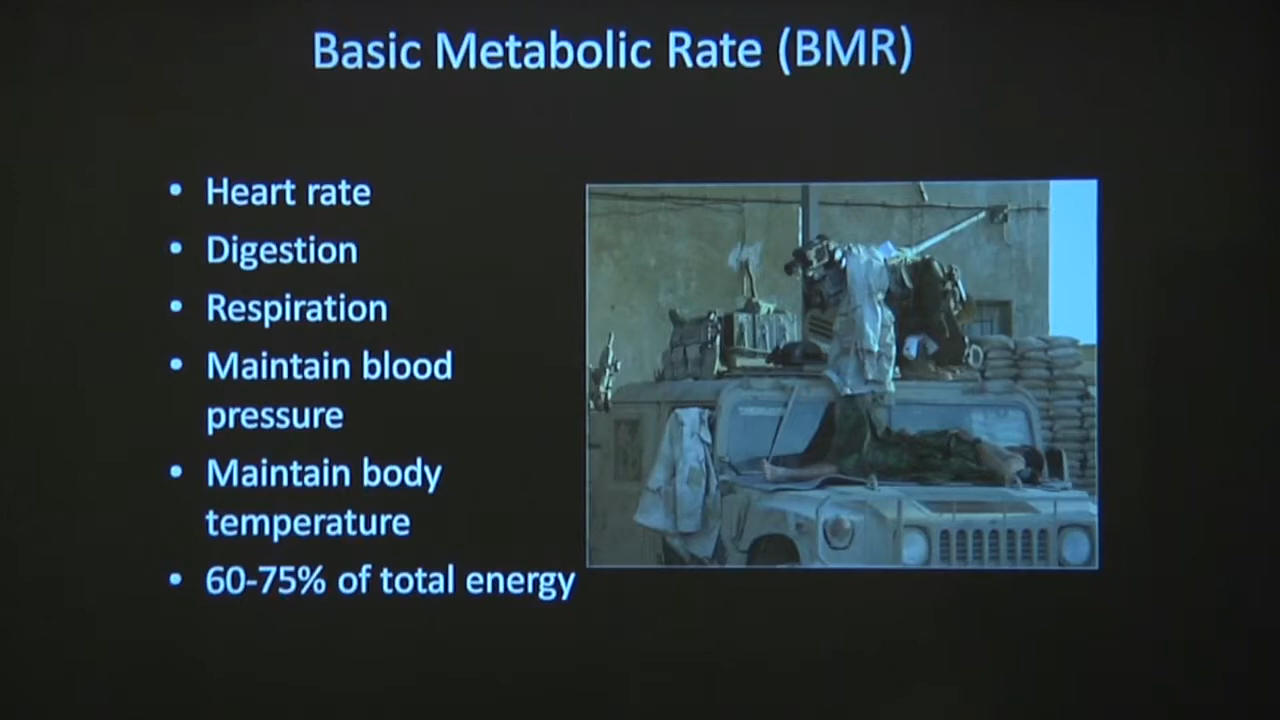 Basic Metabolic Rate (BMR)
• Heart rate
• Digestion
• Respiration
• Maintain blood
pressure
• Maintain body
temperature
• 60-75% of total energy